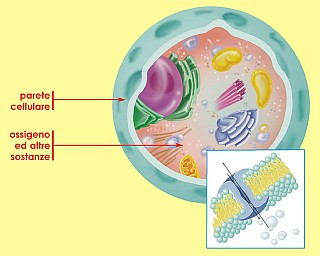 parete
cellulare
ossigeno
ed altre
sostanze